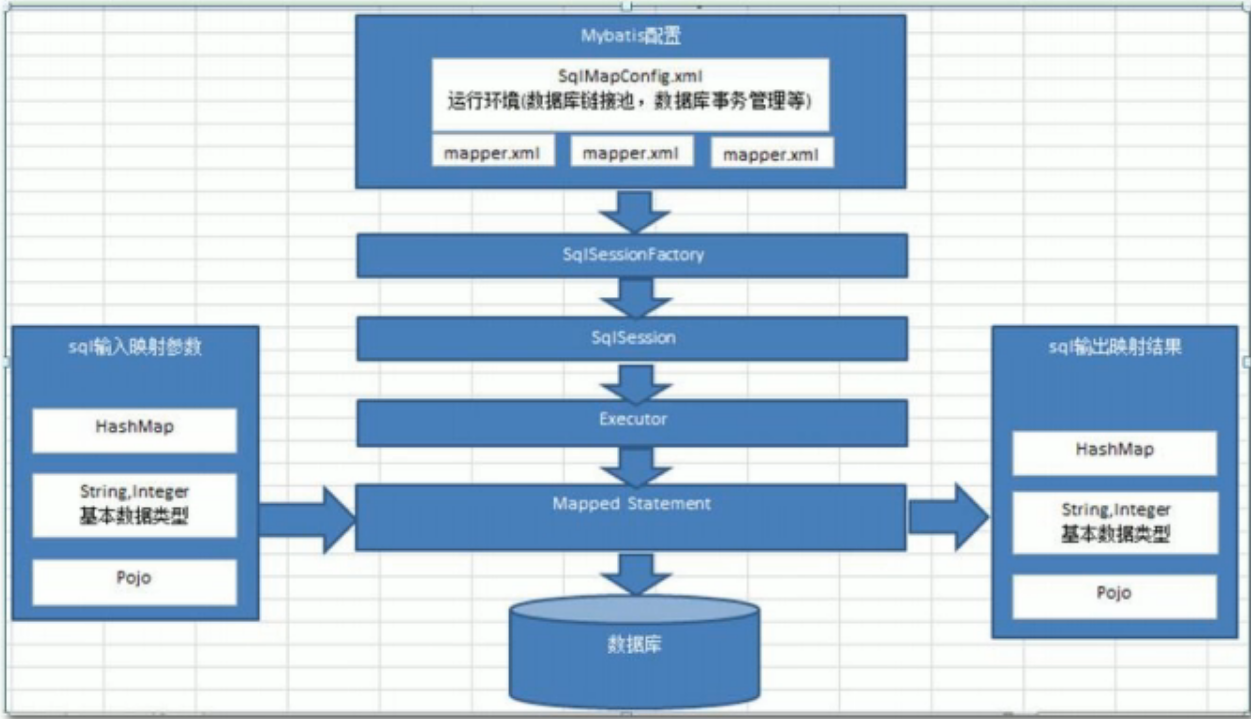 Mybatis配置
SqlMapConfig.xml
运行环境(数据库链接池，数据库事务管理等)
mapper.xml
mapper.xml
mapper.xml
SqlSessionFactory
SqlSession
Executor
Mapped Statement
数据库
sql输入映射参数
HashMap
String,Integer
基本数据类型
Pojo
sql输出映射结果
HashMap
String,Integer
基本数据类型
Pojo